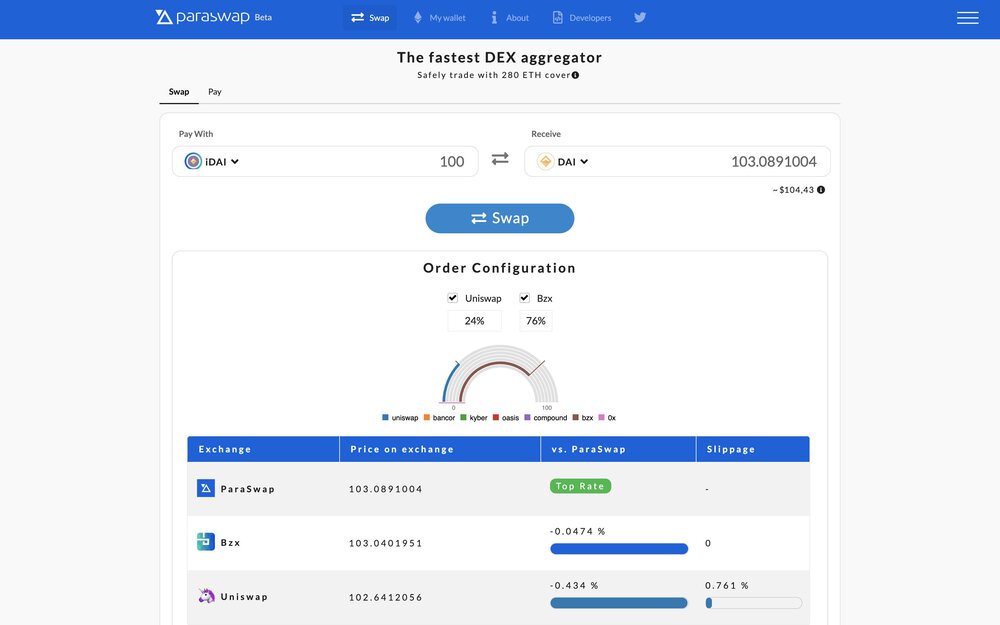 paraswap Beta
Swap My wallet About Developers
The fastest DEX aggregator
Safely trade with 280 ETH cover
Swap Pay
Pay With Receive
iDAI 100 DAI 103.0891004
~$104,43
Swap
Order Configuration
Uniswap Bzx
24% 76%
0 100
uniswap bancor kyber oasis compound bzx 0x
Exchange Price on exchange vs. ParaSwap Slippage
ParaSwap 103.0891004 Top Rate -
-0.0474 %
Bzx 103.0401951 0
-0.434 % 0.761 %
Uniswap 102.6412056